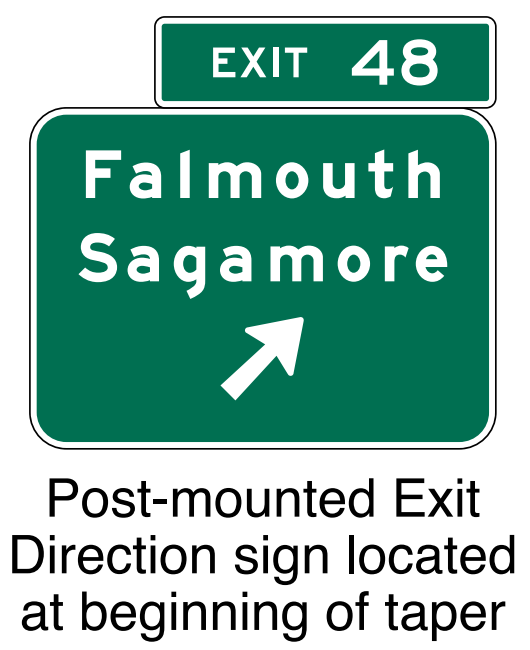 EXIT 48
Falmouth
Sagamore
Post-mounted Exit
Direction sign located
at beginning of taper